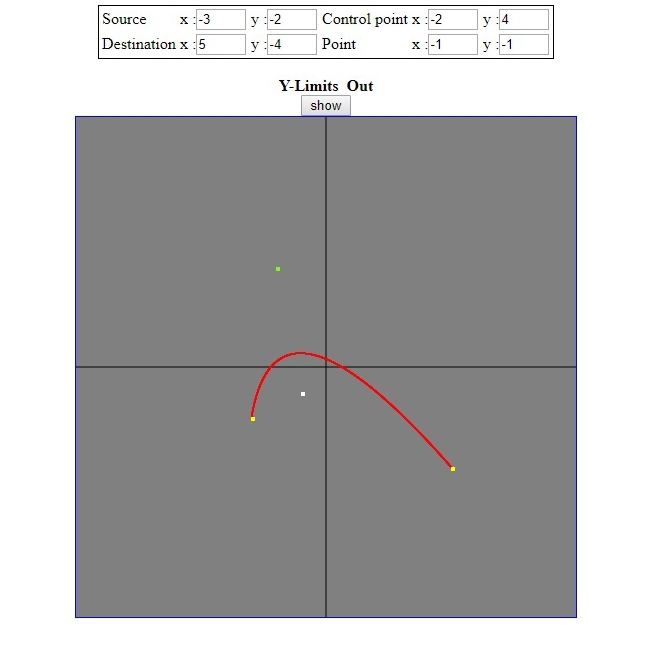 Source x :-3 y :-2 Control point x :-2 y :4
Destination x :5 y :-4 Point x :-1 y :-1
Y-Limits Out
show